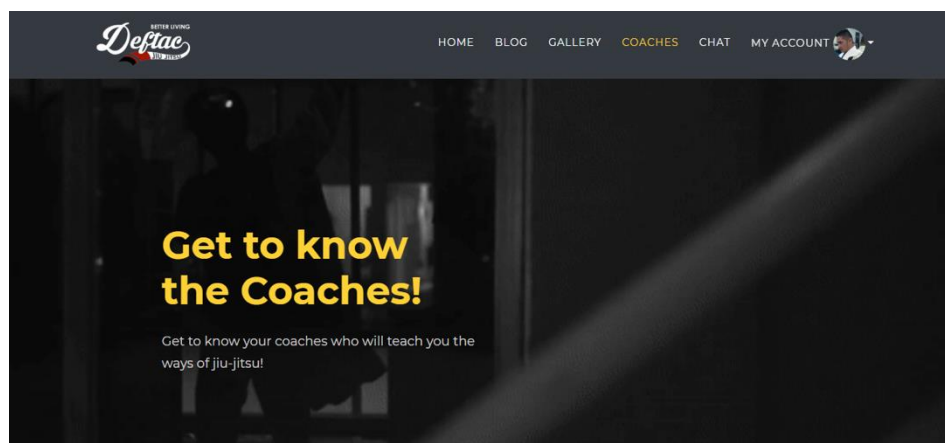 BETTER LIVING
Deftac
JIU JITSU
HOME BLOG GALLERY COACHES CHAT MY ACCOUNT
Get to know
the Coaches!
Get to know your coaches who will teach you the
ways of jiu-jitsu!